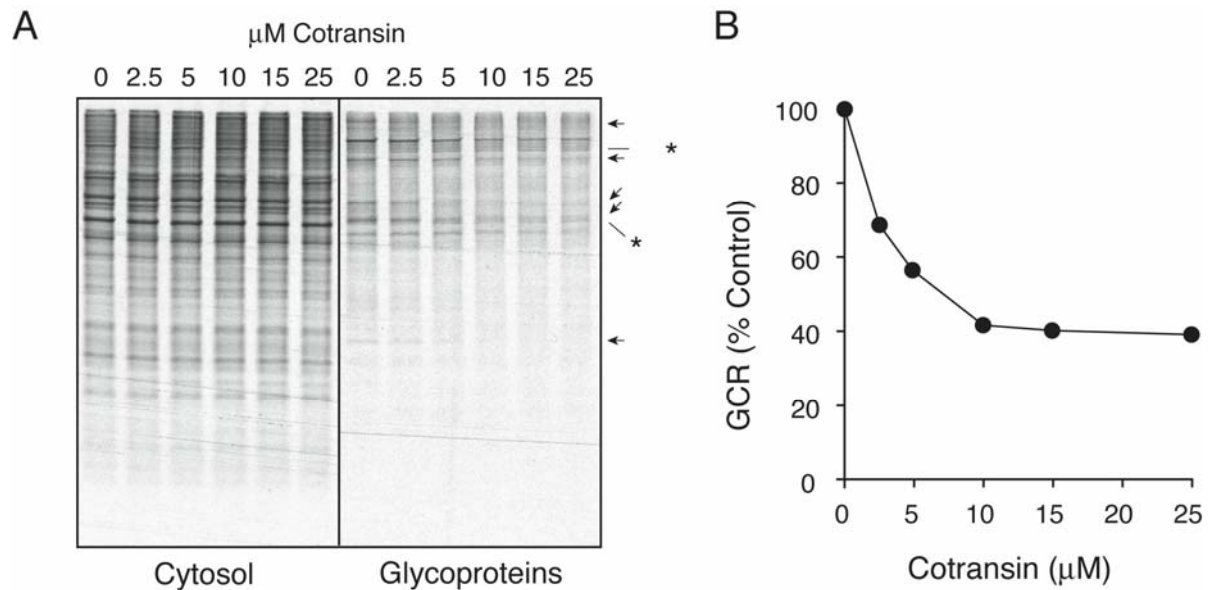 A
μM Cotransin
0 2.5 5 10 15 25 0 2.5 5 10 15 25
*
*
Cytosol Glycoproteins
B
GCR (% Control)
100
80
60
40
20
0
0 5 10 15 20 25
Cotransin (μM)